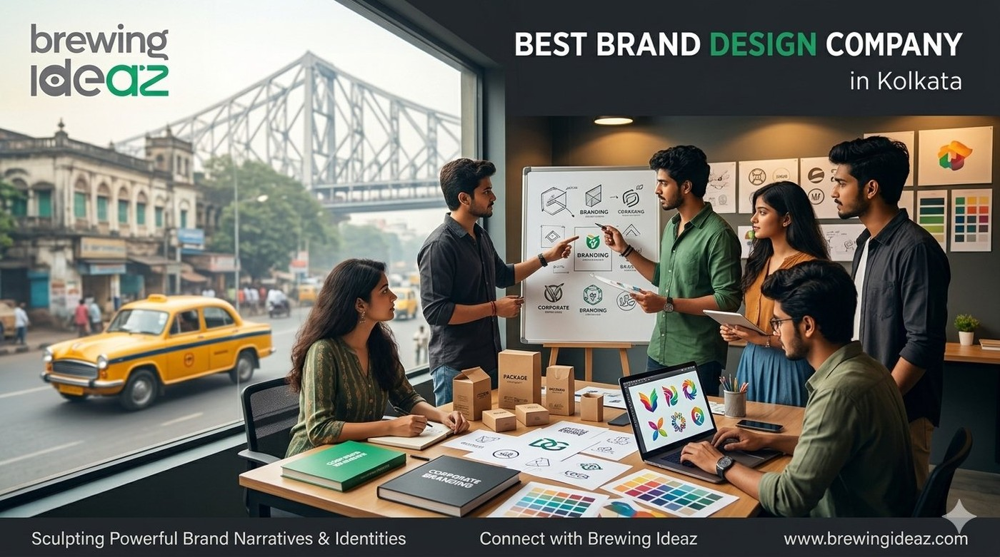 brewing
ideaz
BEST BRAND DESIGN COMPANY
in Kolkata
BRANDING
BRANDING
CORPORATE
BRANDING
PACKAGE
CORPORATE
BRANDING
Sculpting Powerful Brand Narratives & Identities
Connect with Brewing Ideaz
www.brewingideaz.com